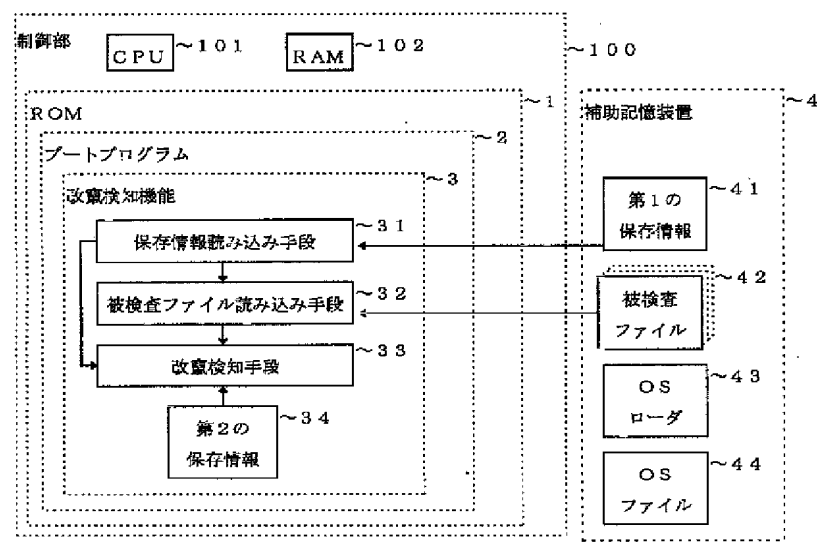 制御部
CPU
~101
RAM
~102
~100
ROM
~1
ブートプログラム
~2
改竄検知機能
~3
保存情報読み込み手段
~31
被検査ファイル読み込み手段
~32
改竄検知手段
~33
第2の
保存情報
~34
補助記憶装置
~4
第1の
保存情報
~41
被検査
ファイル
~42
OS
ローダ
~43
OS
ファイル
~44